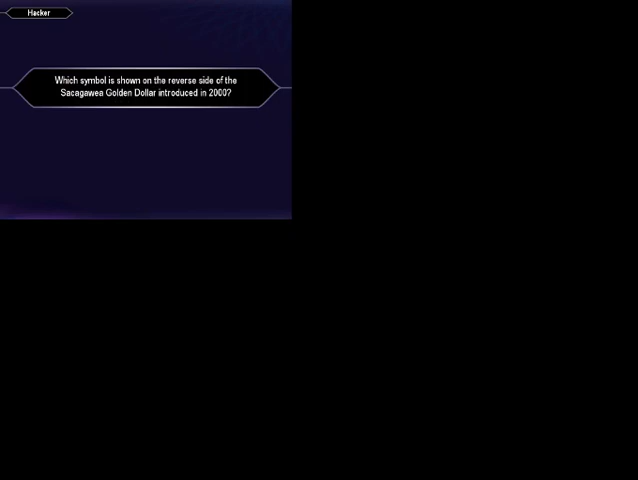 Hacker
Which symbol is shown on the reverse side of the
Sacagawea Golden Dollar introduced in 2000?